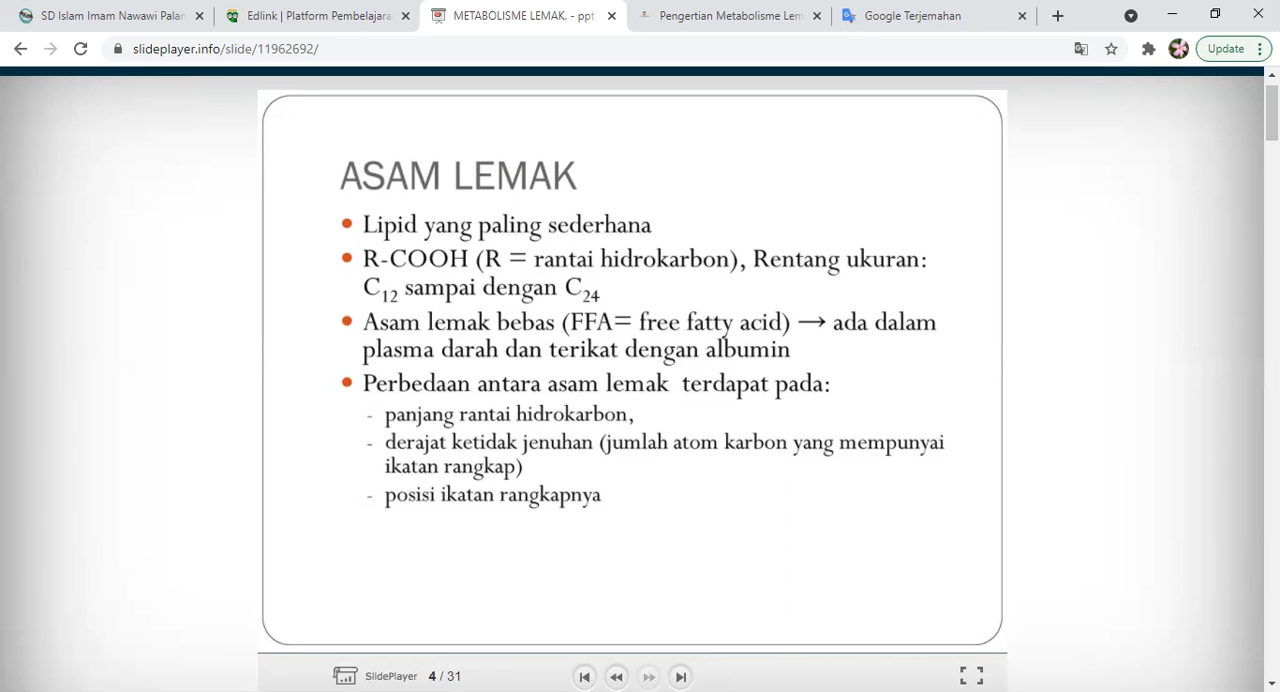 SD Islam Imam Nawawi Palan
Edlink | Platform Pembelajara
METABOLISME LEMAK. - ppt
Pengertian Metabolisme Lem
Google Terjemahan
slideplayer.info/slide/11962692/
Update
ASAM LEMAK
• Lipid yang paling sederhana
• R-COOH (R = rantai hidrokarbon), Rentang ukuran:
C12 sampai dengan C24
• Asam lemak bebas (FFA= free fatty acid) → ada dalam
plasma darah dan terikat dengan albumin
• Perbedaan antara asam lemak terdapat pada:
- panjang rantai hidrokarbon,
- derajat ketidak jenuhan (jumlah atom karbon yang mempunyai
ikatan rangkap)
- posisi ikatan rangkapnya
SlidePlayer 4 / 31